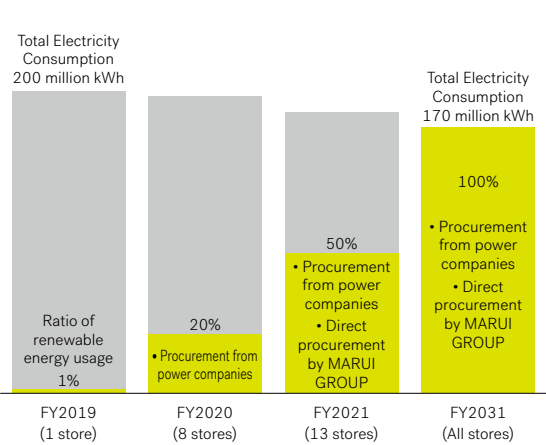 Total Electricity
Consumption
200 million kWh
Ratio of
renewable
energy usage
1%
20%
• Procurement from
power companies
50%
• Procurement
from power
companies
• Direct
procurement
by MARUI
GROUP
Total Electricity
Consumption
170 million kWh
100%
• Procurement
from power
companies
• Direct
procurement
by MARUI
GROUP
FY2019
(1 store)
FY2020
(8 stores)
FY2021
(13 stores)
FY2031
(All stores)